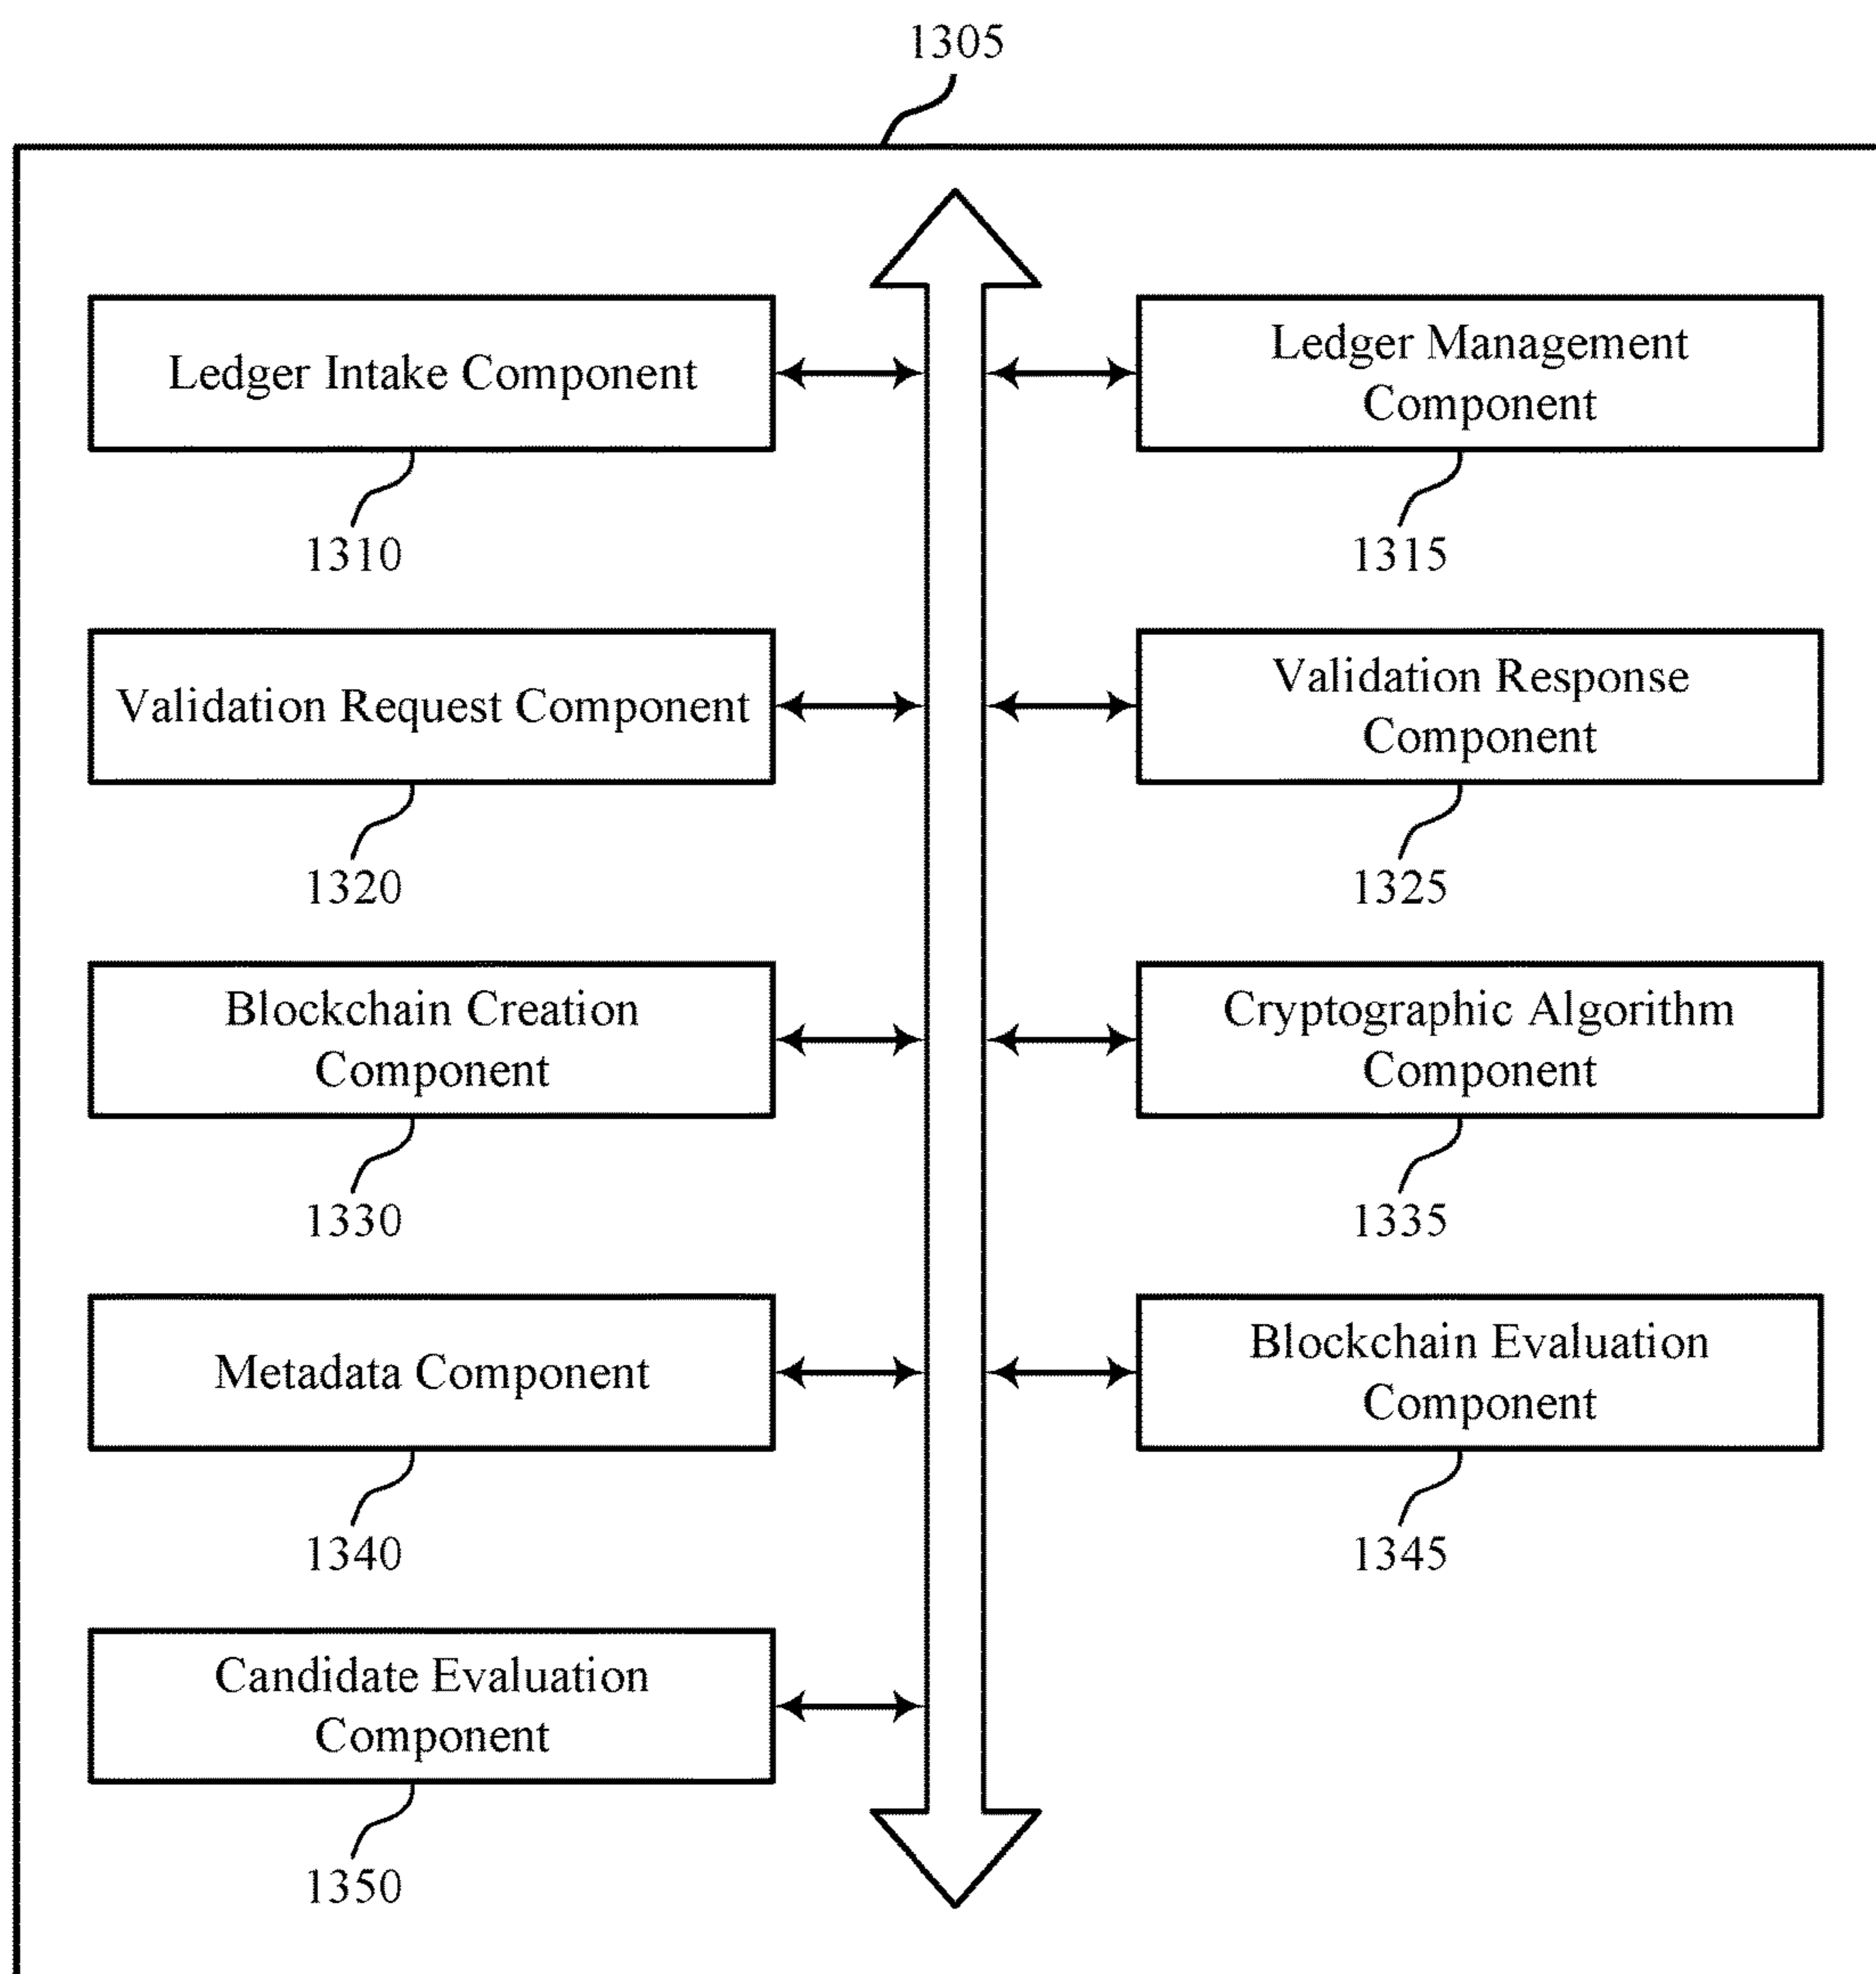 1305
Ledger Intake Component
1310
Ledger Management
Component
1315
Validation Request Component
1320
Validation Response
Component
1325
Blockchain Creation
Component
1330
Cryptographic Algorithm
Component
1335
Metadata Component
1340
Blockchain Evaluation
Component
1345
Candidate Evaluation
Component
1350